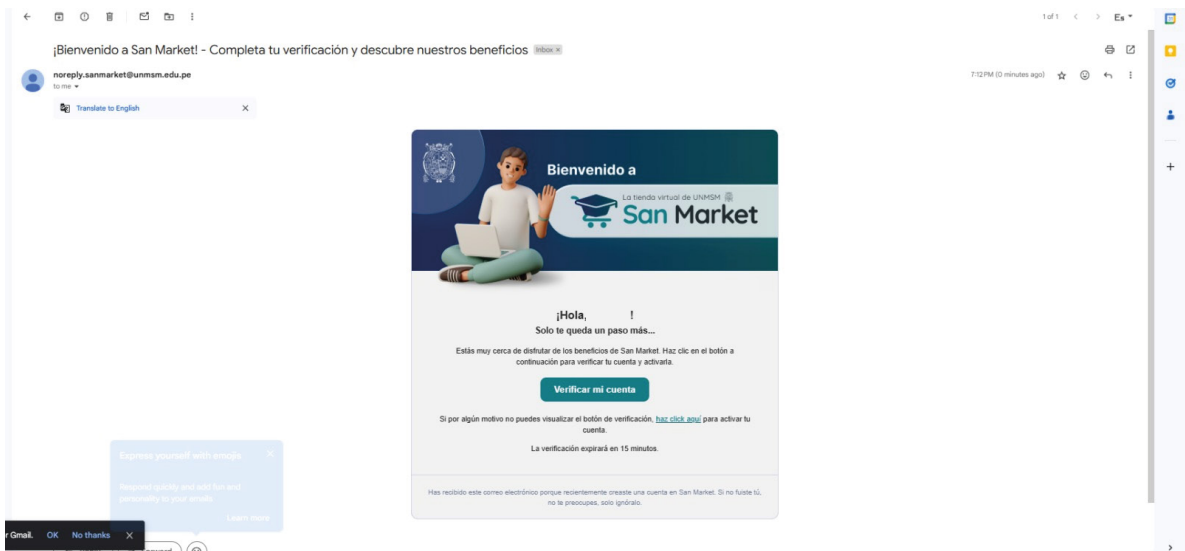 1 of 1
Es
¡Bienvenido a San Market! - Completa tu verificación y descubre nuestros beneficios Inbox ×
noreply.sanmarket@unmsm.edu.pe
7:12 PM (0 minutes ago)
to me
Translate to English
Bienvenido a
La tienda virtual de UNMSM
San Market
¡Hola, !
Solo te queda un paso más...
Estás muy cerca de disfrutar de los beneficios de San Market. Haz clic en el botón a
continuación para verificar tu cuenta y activarla.
Verificar mi cuenta
Si por algún motivo no puedes visualizar el botón de verificación, haz click aquí para activar tu
cuenta.
La verificación expirará en 15 minutos.
Has recibido este correo electrónico porque recientemente creaste una cuenta en San Market. Si no fuiste tú,
no te preocupes, solo ignóralo.
Express yourself with emojis
Respond quickly and add fun and
personality to your emails
Learn more
r Gmail. OK No thanks